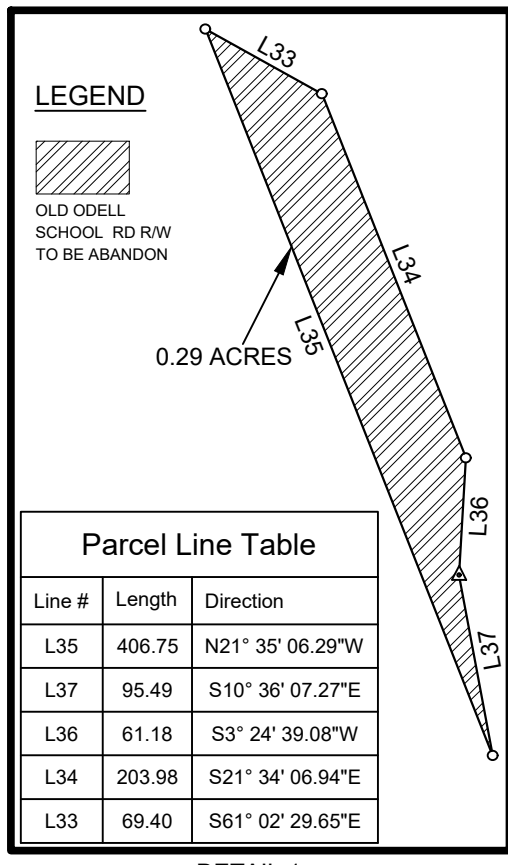 L33
LEGEND
OLD ODELL
SCHOOL RD R/W
TO BE ABANDON
L34
L35
0.29 ACRES
L36
L37
Parcel Line Table
Line # Length Direction
L35 406.75 N21° 35' 06.29"W
L37 95.49 S10° 36' 07.27"E
L36 61.18 S3° 24' 39.08"W
L34 203.98 S21° 34' 06.94"E
L33 69.40 S61° 02' 29.65"E